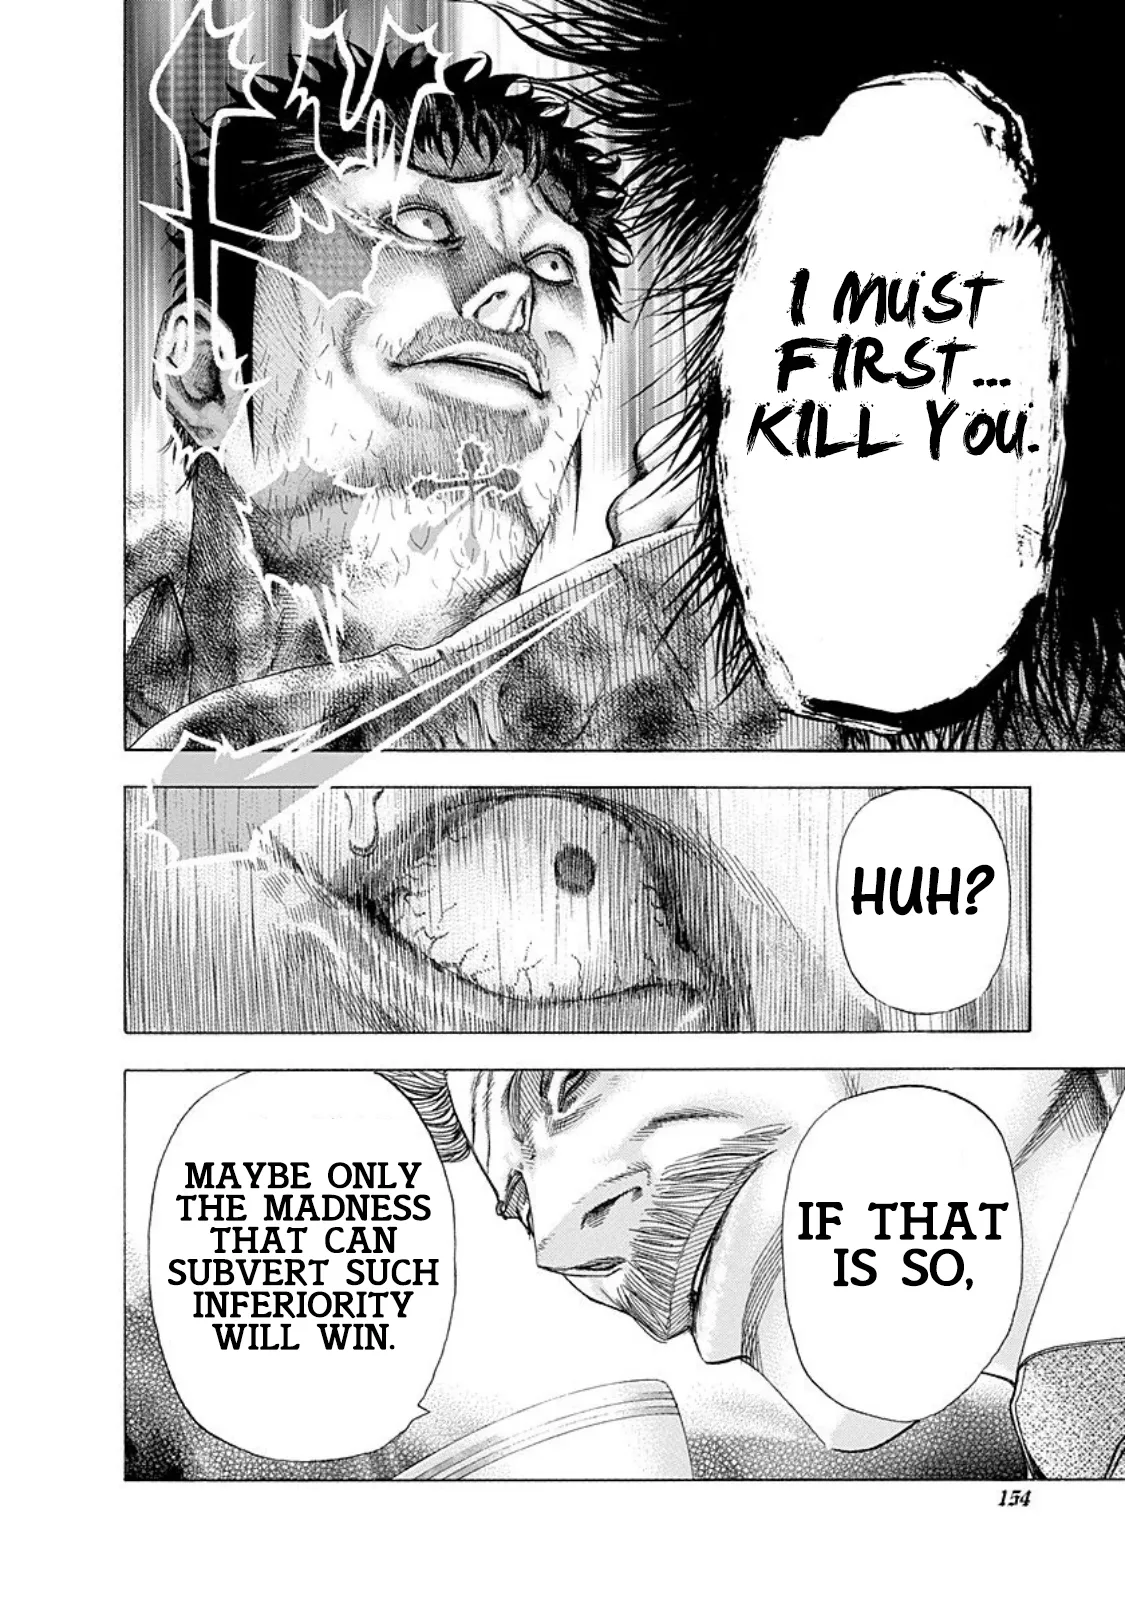 I MUST
FIRST...
KILL YOU.
HUH?
IF THAT
IS SO,
MAYBE ONLY
THE MADNESS
THAT CAN
SUBVERT SUCH
INFERIORITY
WILL WIN.
154